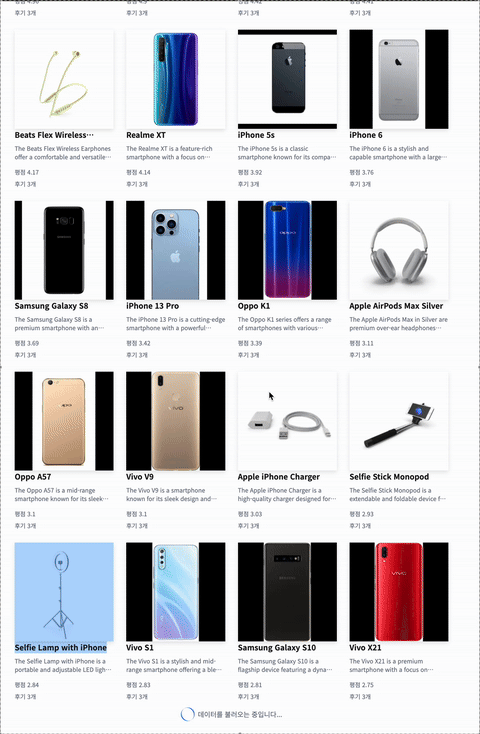 후기 3개
후기 3개
후기 3개
후기 3개
Beats Flex Wireless…
Realme XT
iPhone 5s
iPhone 6
The Beats Flex Wireless Earphones
offer a comfortable and versatile…
The Realme XT is a feature-rich
smartphone with a focus on…
The iPhone 5s is a classic
smartphone known for its compa…
The iPhone 6 is a stylish and
capable smartphone with a large…
평점 4.17
평점 4.14
평점 3.92
평점 3.76
후기 3개
후기 3개
후기 3개
후기 3개
Samsung Galaxy S8
iPhone 13 Pro
Oppo K1
Apple AirPods Max Silver
The Samsung Galaxy S8 is a
premium smartphone with an…
The iPhone 13 Pro is a cutting-edge
smartphone with a powerful…
The Oppo K1 series offers a range
of smartphones with various…
The Apple AirPods Max in Silver are
premium over-ear headphones…
평점 3.69
평점 3.42
평점 3.39
평점 3.11
후기 3개
후기 3개
후기 3개
후기 3개
OPPO
VIVO
Oppo A57
Vivo V9
Apple iPhone Charger
Selfie Stick Monopod
The Oppo A57 is a mid-range
smartphone known for its sleek…
The Vivo V9 is a smartphone
known for its sleek design and…
The Apple iPhone Charger is a
high-quality charger designed for…
The Selfie Stick Monopod is a
extendable and foldable device f…
평점 3.1
평점 3.1
평점 3.03
평점 2.93
후기 3개
후기 3개
후기 3개
후기 3개
VIVO
Selfie Lamp with iPhone
Vivo S1
Samsung Galaxy S10
Vivo X21
The Selfie Lamp with iPhone is a
portable and adjustable LED ligh…
The Vivo S1 is a stylish and mid-
range smartphone offering a ble…
The Samsung Galaxy S10 is a
flagship device featuring a dyna…
The Vivo X21 is a premium
smartphone with a focus on…
평점 2.84
평점 2.83
평점 2.81
평점 2.75
후기 3개
후기 3개
후기 3개
후기 3개
데이터를 불러오는 중입니다...